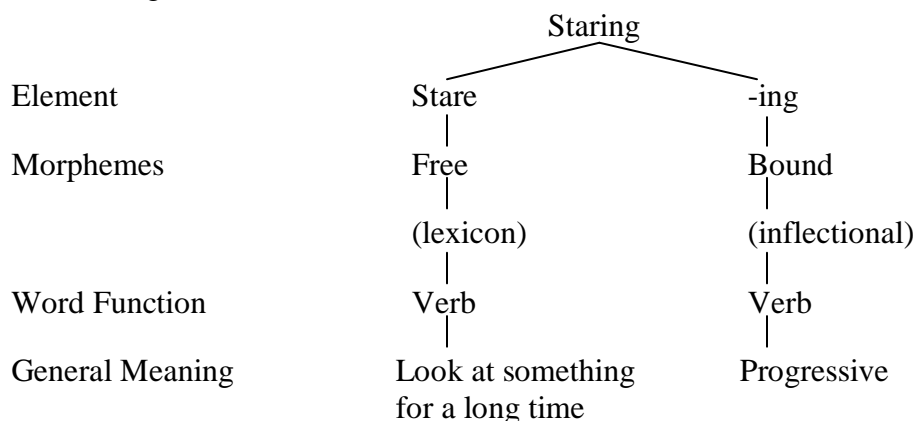 Staring
Element Stare -ing
Morphemes Free Bound
(lexicon) (inflectional)
Word Function Verb Verb
General Meaning Look at something Progressive
for a long time